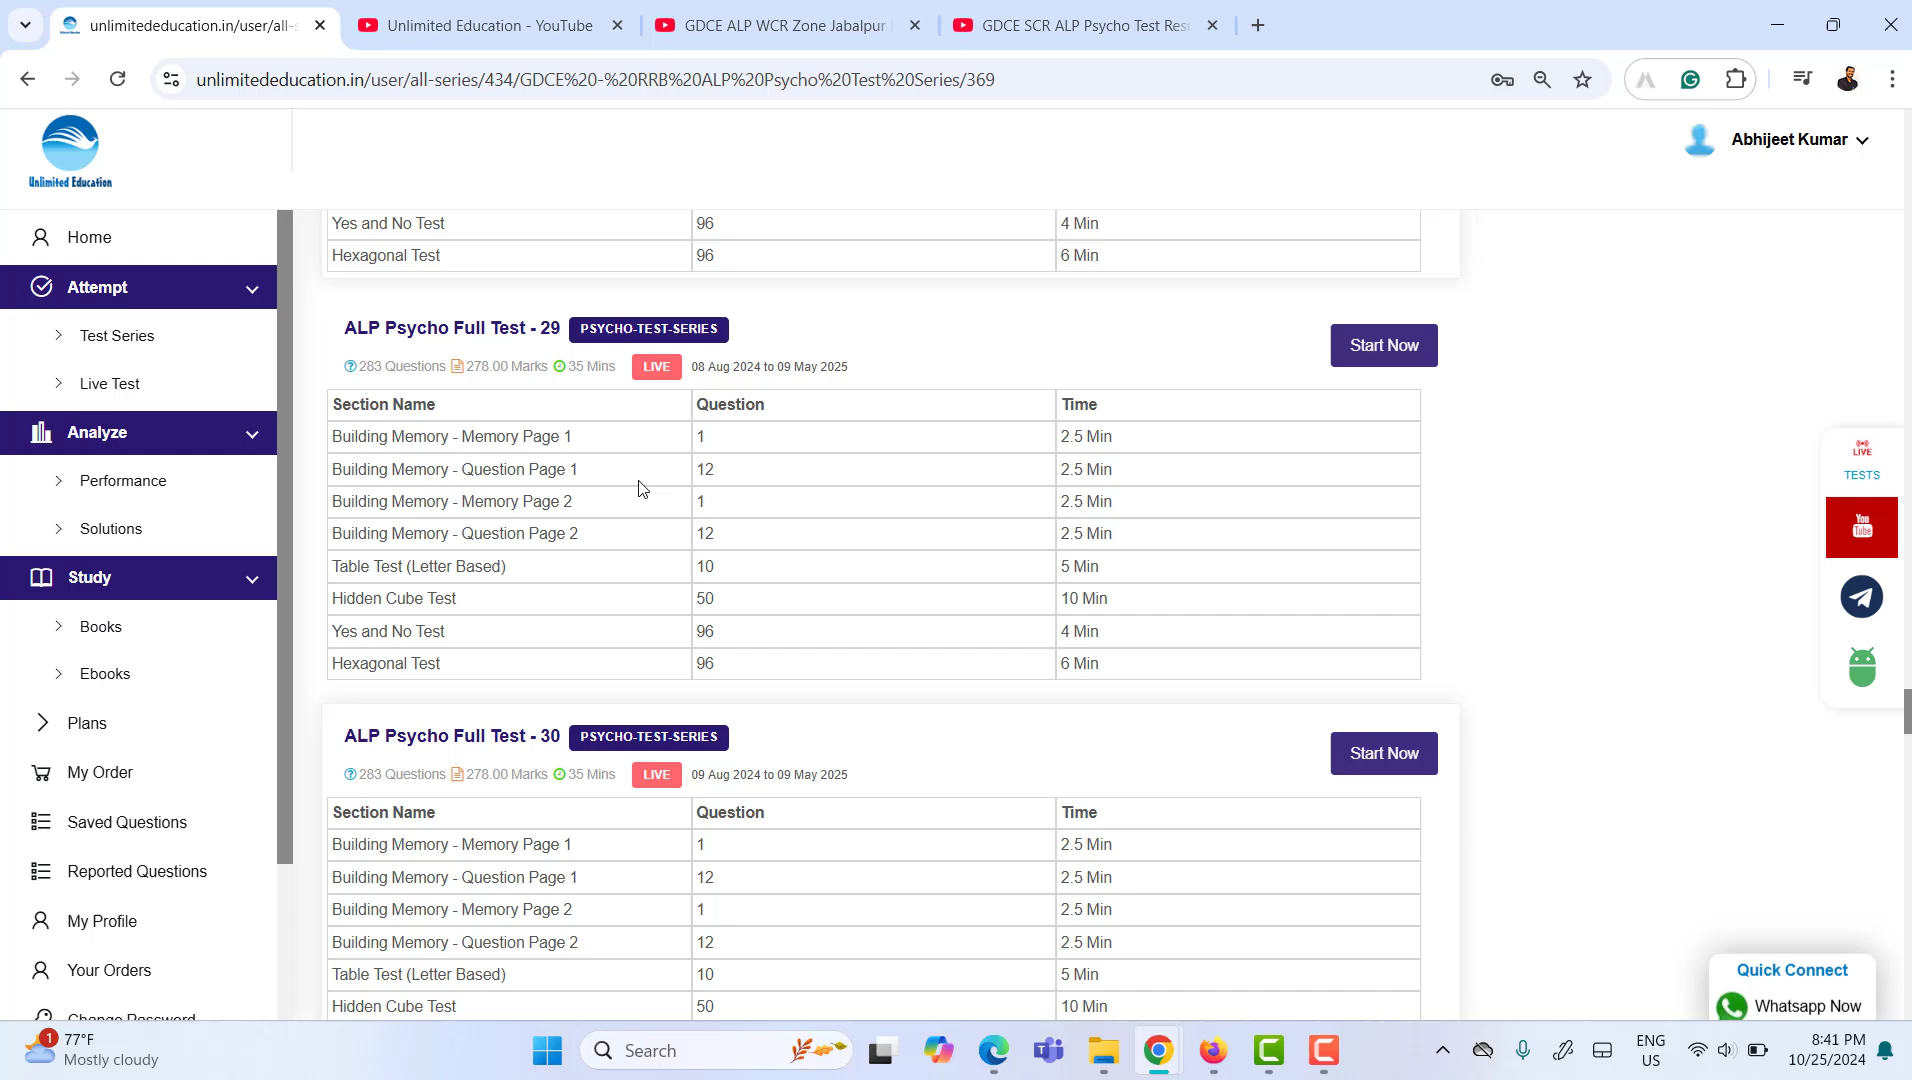 unlimitededucation.in/user/all-s
Unlimited Education - YouTube
GDCE ALP WCR Zone Jabalpur
GDCE SCR ALP Psycho Test Res
unlimitededucation.in/user/all-series/434/GDCE%20-%20RRB%20ALP%20Psycho%20Test%20Series/369
Unlimited Education
Abhijeet Kumar
Home
Attempt
Test Series
Live Test
Analyze
Performance
Solutions
Study
Books
Ebooks
Plans
My Order
Saved Questions
Reported Questions
My Profile
Your Orders
Change Password
Yes and No Test 96 4 Min
Hexagonal Test 96 6 Min
ALP Psycho Full Test - 29 PSYCHO-TEST-SERIES
Start Now
283 Questions 278.00 Marks 35 Mins LIVE 08 Aug 2024 to 09 May 2025
Section Name Question Time
Building Memory - Memory Page 1 1 2.5 Min
Building Memory - Question Page 1 12 2.5 Min
Building Memory - Memory Page 2 1 2.5 Min
Building Memory - Question Page 2 12 2.5 Min
Table Test (Letter Based) 10 5 Min
Hidden Cube Test 50 10 Min
Yes and No Test 96 4 Min
Hexagonal Test 96 6 Min
ALP Psycho Full Test - 30 PSYCHO-TEST-SERIES
Start Now
283 Questions 278.00 Marks 35 Mins LIVE 09 Aug 2024 to 09 May 2025
Section Name Question Time
Building Memory - Memory Page 1 1 2.5 Min
Building Memory - Question Page 1 12 2.5 Min
Building Memory - Memory Page 2 1 2.5 Min
Building Memory - Question Page 2 12 2.5 Min
Table Test (Letter Based) 10 5 Min
Hidden Cube Test 50 10 Min
LIVE
TESTS
You
Tube
Quick Connect
Whatsapp Now
1
77°F
Mostly cloudy
Search
ENG
US
8:41 PM
10/25/2024